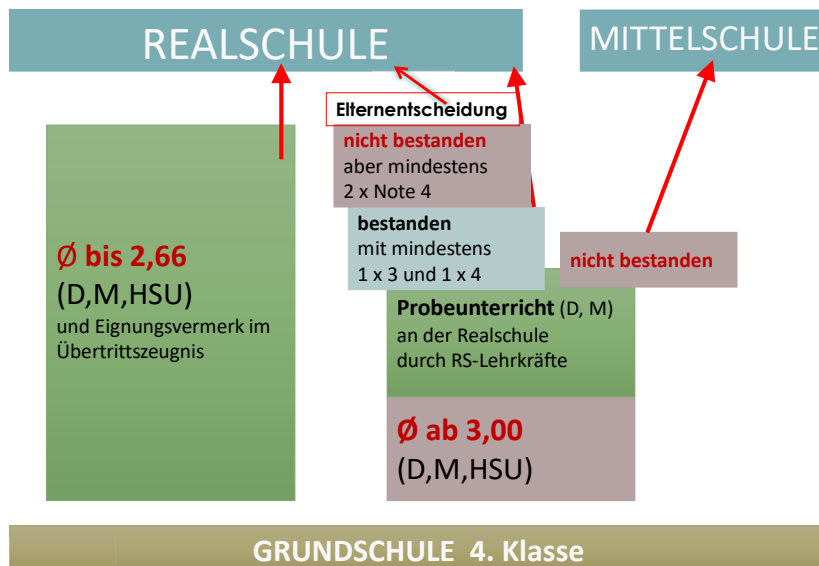 REALSCHULE
MITTELSCHULE
Elternentscheidung
nicht bestanden
aber mindestens
2 x Note 4
bestanden
mit mindestens
1 x 3 und 1 x 4
nicht bestanden
Ø bis 2,66
(D,M,HSU)
und Eignungsvermerk im
Übertrittszeugnis
Probeunterricht (D, M)
an der Realschule
durch RS-Lehrkräfte
Ø ab 3,00
(D,M,HSU)
GRUNDSCHULE 4. Klasse